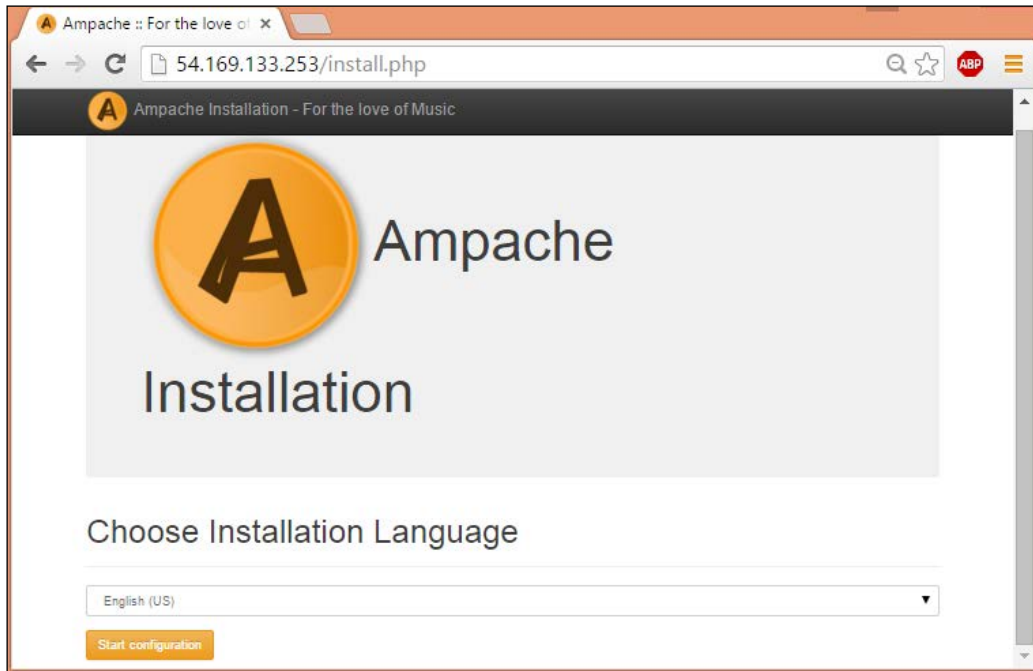 Ampache :: For the love of
54.169.133.253/install.php
ABP
Ampache Installation - For the love of Music
Ampache
Installation
Choose Installation Language
English (US)
Start configuration